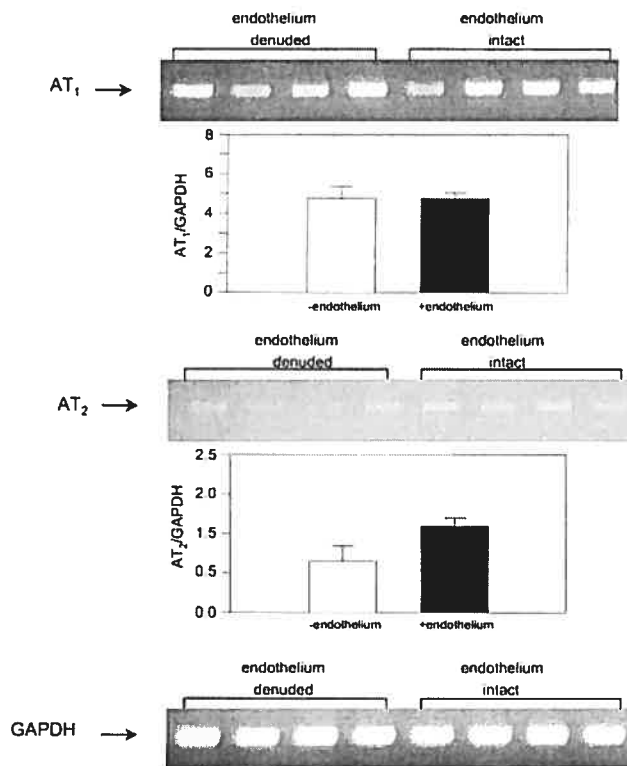 endothelium endothelium
denuded intact
AT₁
8
6
4
2
0
AT₁/GAPDH
-endothelium +endothelium
endothelium endothelium
denuded intact
AT₂
2.5
2.0
1.5
0.5
0.0
AT₂/GAPDH
-endothelium +endothelium
endothelium endothelium
denuded intact
GAPDH